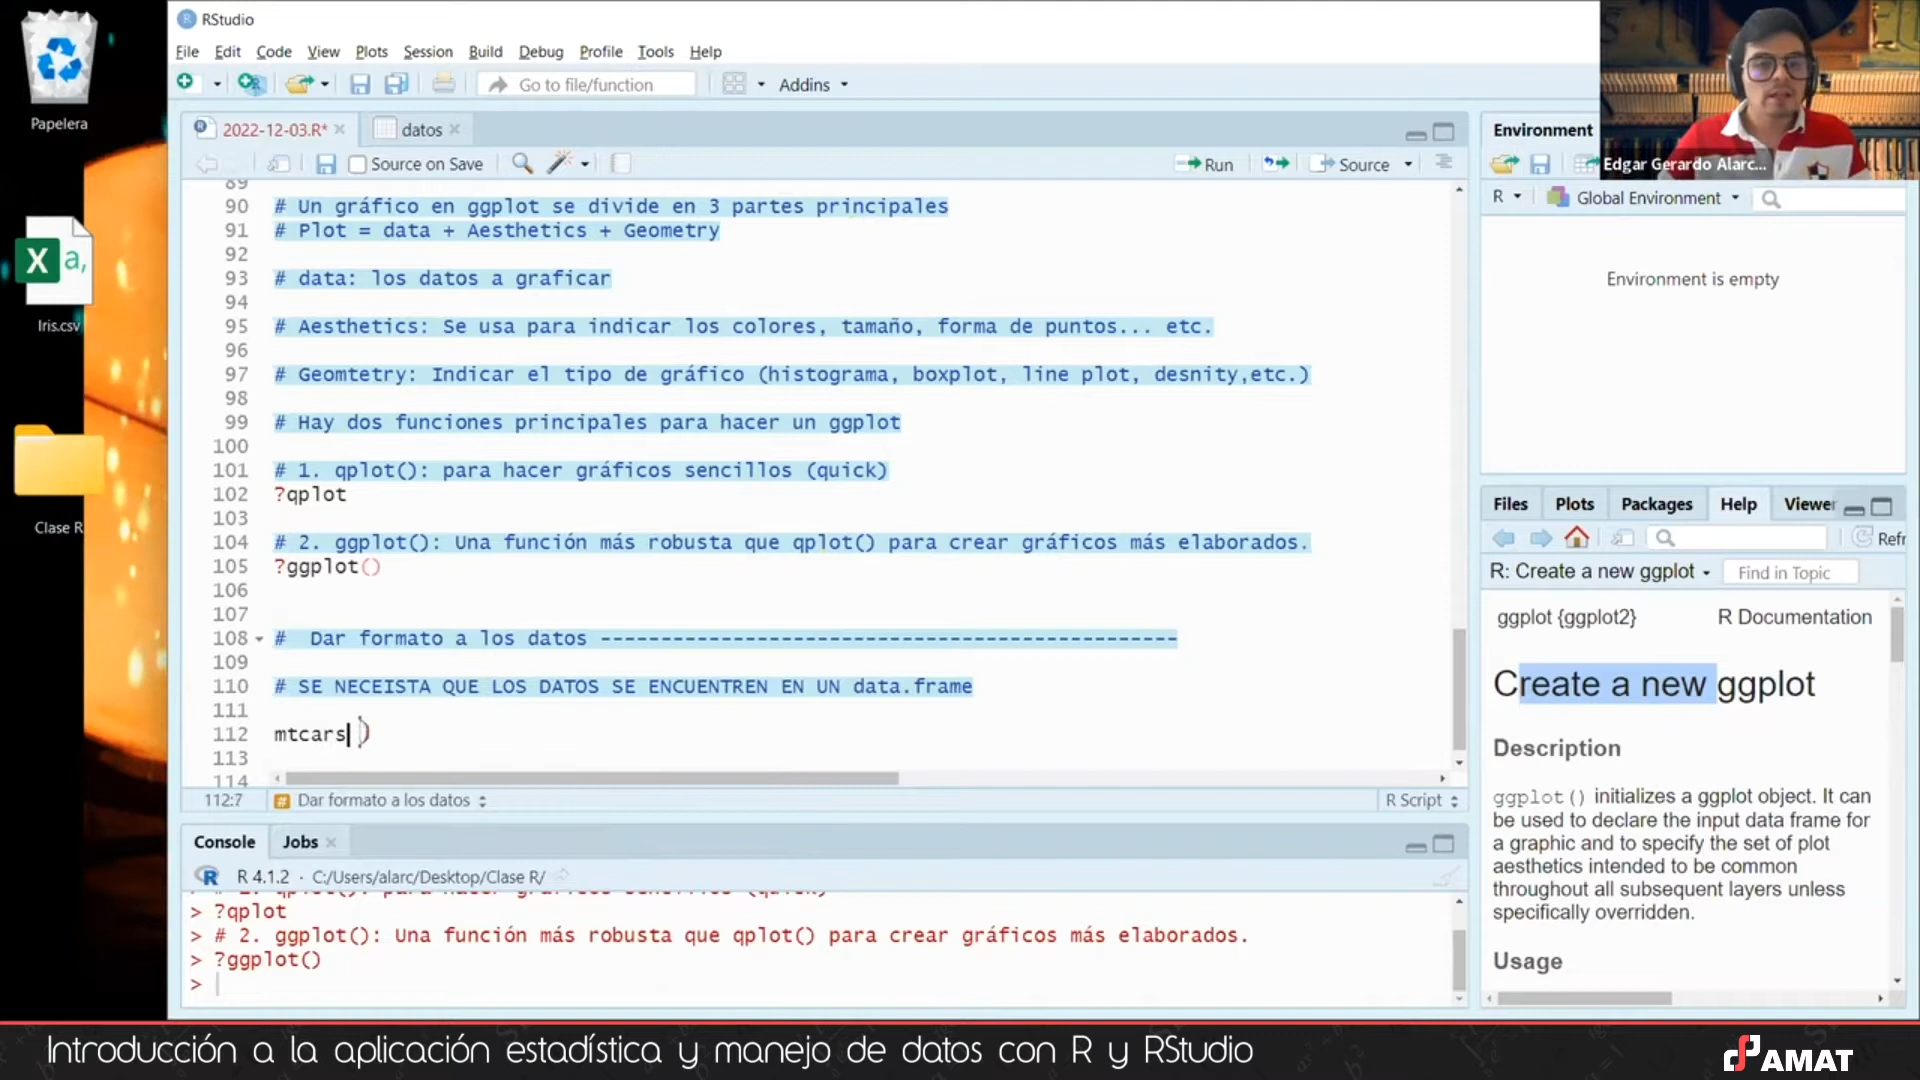 RStudio
File Edit Code View Plots Session Build Debug Profile Tools Help
Go to file/function
Addins
Papelera
Iris.csv
Clase R
2022-12-03.R*
datos
Source on Save
Run
Source
89
90 # Un gráfico en ggplot se divide en 3 partes principales
91 # Plot = data + Aesthetics + Geometry
92
93 # data: los datos a graficar
94
95 # Aesthetics: Se usa para indicar los colores, tamaño, forma de puntos... etc.
96
97 # Geomtetry: Indicar el tipo de gráfico (histograma, boxplot, line plot, desnity,etc.)
98
99 # Hay dos funciones principales para hacer un ggplot
100
101 # 1. qplot(): para hacer gráficos sencillos (quick)
102 ?qplot
103
104 # 2. ggplot(): Una función más robusta que qplot() para crear gráficos más elaborados.
105 ?ggplot()
106
107
108 # Dar formato a los datos ------------------------------------------------
109
110 # SE NECEISTA QUE LOS DATOS SE ENCUENTREN EN UN data.frame
111
112 mtcars
113
114
112:7 Dar formato a los datos R Script
Console Jobs
R 4.1.2 · C:/Users/alarc/Desktop/Clase R/
> ?qplot
> # 2. ggplot(): Una función más robusta que qplot() para crear gráficos más elaborados.
> ?ggplot()
>
Environment
Edgar Gerardo Alarc...
R Global Environment
Environment is empty
Files Plots Packages Help Viewer
Refr
R: Create a new ggplot Find in Topic
ggplot {ggplot2} R Documentation
Create a new ggplot
Description
ggplot() initializes a ggplot object. It can
be used to declare the input data frame for
a graphic and to specify the set of plot
aesthetics intended to be common
throughout all subsequent layers unless
specifically overridden.
Usage
Introducción a la aplicación estadística y manejo de datos con R y RStudio
AMAT